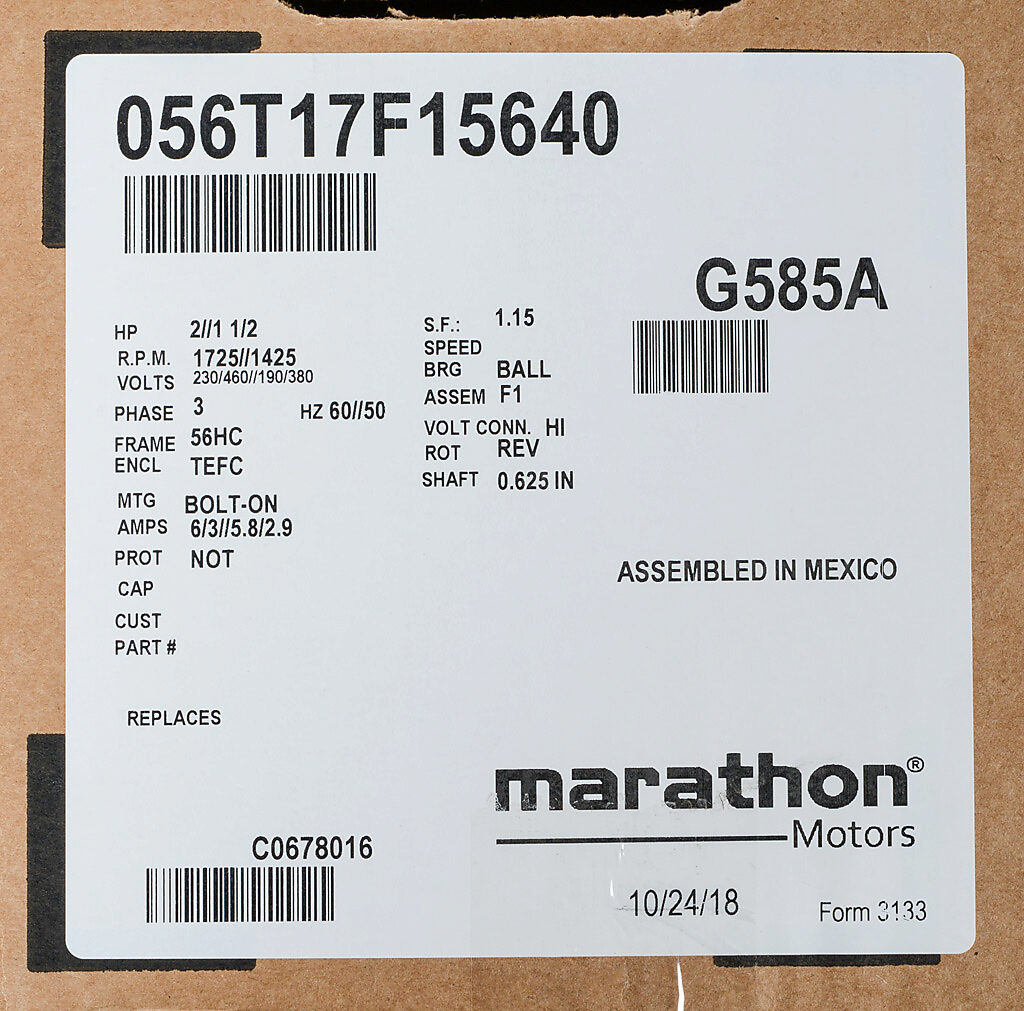 056T17F15640
G585A
HP 2//1 1/2
R.P.M. 1725//1425
VOLTS 230/460//190/380
PHASE 3 HZ 60//50
FRAME 56HC
ENCL TEFC
MTG BOLT-ON
AMPS 6/3//5.8/2.9
PROT NOT
CAP
CUST
PART #
S.F.: 1.15
SPEED
BRG BALL
ASSEM F1
VOLT CONN. HI
ROT REV
SHAFT 0.625 IN
ASSEMBLED IN MEXICO
REPLACES
marathon®
Motors
C0678016
10/24/18
Form 3133